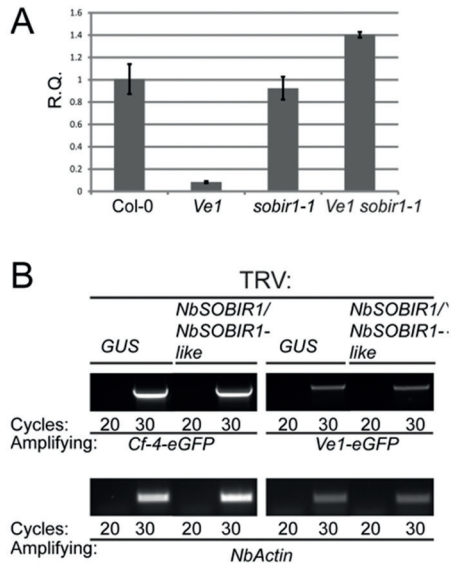 A
1.6
1.4
1.2
1
0.8
0.6
0.4
0.2
0
R.Q.
Col-0 Ve1 sobir1-1 Ve1 sobir1-1
B
TRV:
GUS NbSOBIR1/ NbSOBIR1- like GUS NbSOBIR1/ NbSOBIR1- like
Cycles: 20 30 20 30 20 30 20 30
Amplifying: Cf-4-eGFP Ve1-eGFP
Cycles: 20 30 20 30 20 30 20 30
Amplifying: NbActin